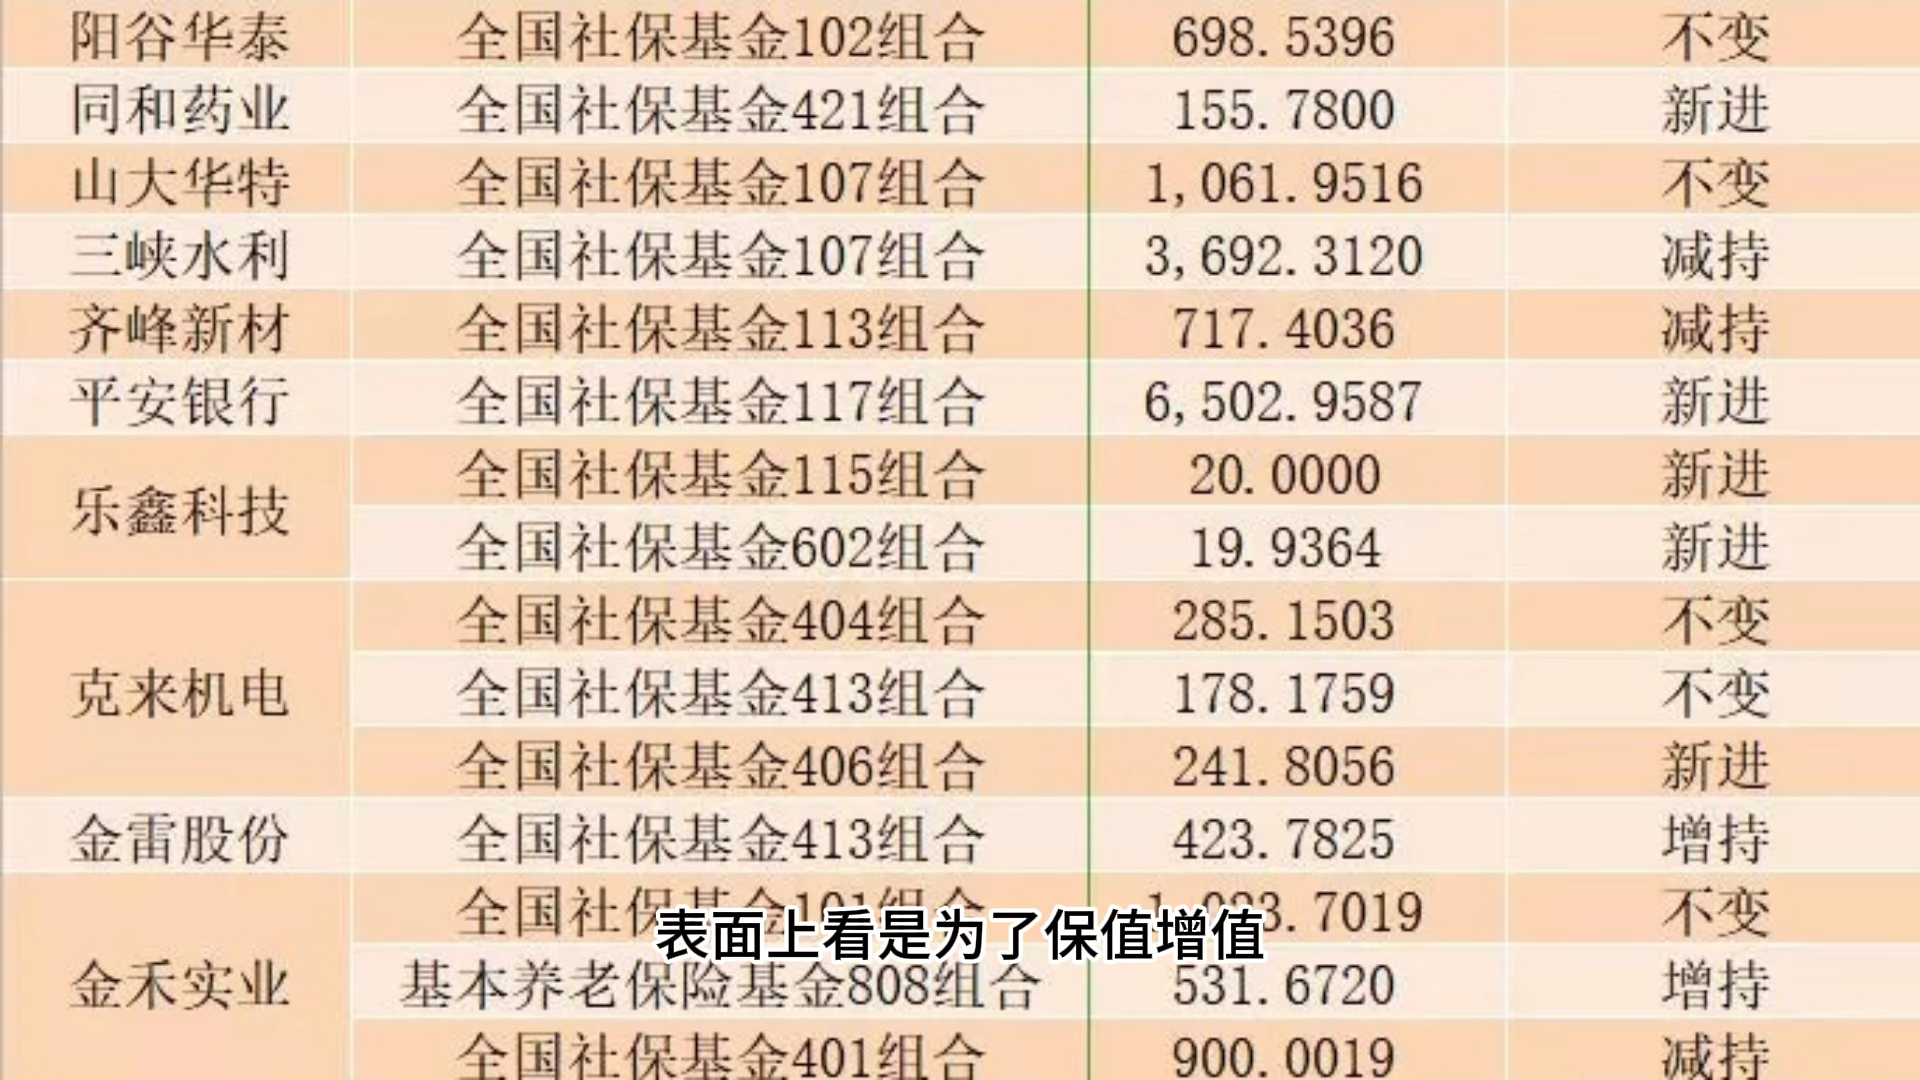 阳谷华泰 全国社保基金102组合 698.5396 不变
同和药业 全国社保基金421组合 155.7800 新进
山大华特 全国社保基金107组合 1,061.9516 不变
三峡水利 全国社保基金107组合 3,692.3120 减持
齐峰新材 全国社保基金113组合 717.4036 减持
平安银行 全国社保基金117组合 6,502.9587 新进
乐鑫科技 全国社保基金115组合 20.0000 新进
全国社保基金602组合 19.9364 新进
克来机电 全国社保基金404组合 285.1503 不变
全国社保基金413组合 178.1759 不变
全国社保基金406组合 241.8056 新进
金雷股份 全国社保基金413组合 423.7825 增持
全国社保基金 不变
表面上看是为了保值增值
金禾实业 基本养老保险基金808组合 531.6720 增持
全国社保基金401组合 900.0019 减持